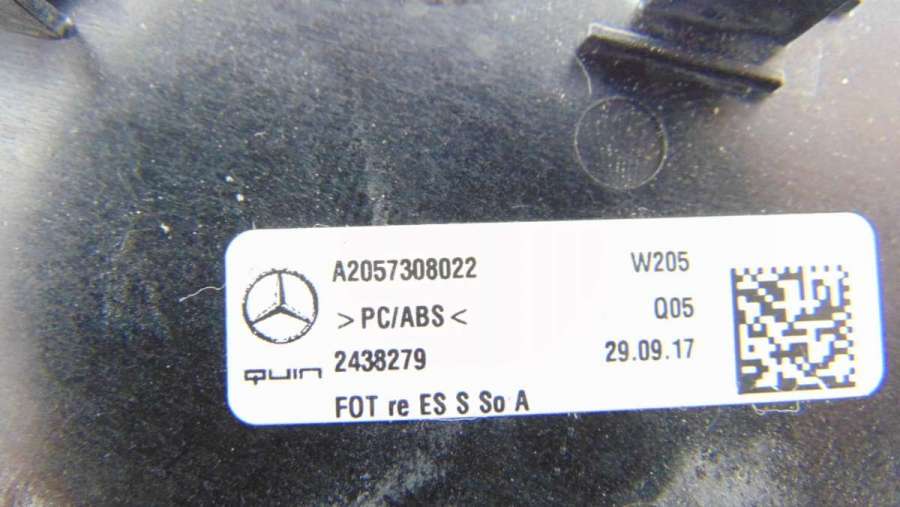 A2057308022 W205
>PC/ABS< Q05
QUIN 2438279 29.09.17
FOT re ES S So A